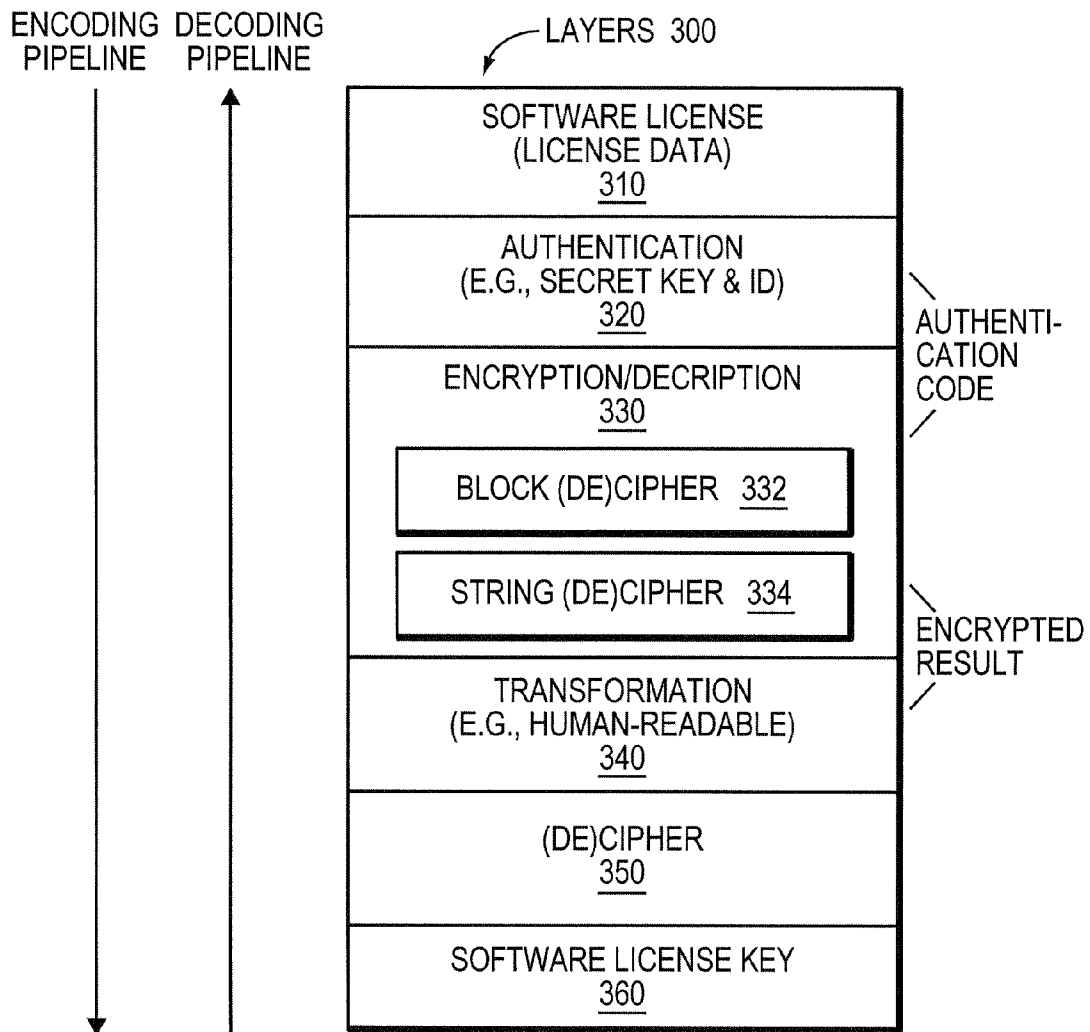 ENCODING PIPELINE
DECODING PIPELINE
LAYERS 300
SOFTWARE LICENSE
(LICENSE DATA)
310
AUTHENTICATION
(E.G., SECRET KEY & ID)
320
AUTHENTI-
CATION
CODE
ENCRYPTION/DECRIPTION
330
BLOCK (DE)CIPHER 332
STRING (DE)CIPHER 334
ENCRYPTED
RESULT
TRANSFORMATION
(E.G., HUMAN-READABLE)
340
(DE)CIPHER
350
SOFTWARE LICENSE KEY
360